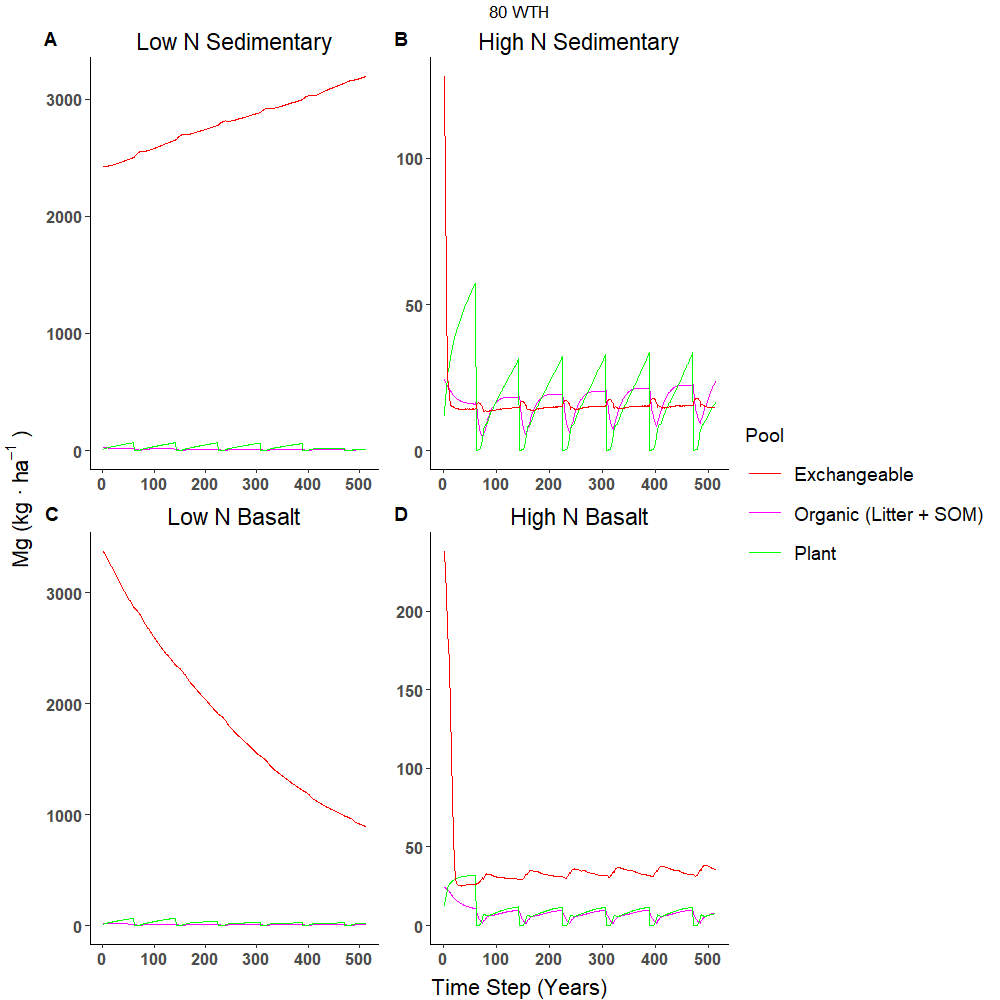 80 WTH
A Low N Sedimentary
B High N Sedimentary
3000
2000
1000
0
0 100 200 300 400 500
100
50
0
0 100 200 300 400 500
C Low N Basalt
D High N Basalt
3000
2000
1000
0
0 100 200 300 400 500
200
150
100
50
0
0 100 200 300 400 500
Mg (kg · ha⁻¹ )
Time Step (Years)
Pool
Exchangeable
Organic (Litter + SOM)
Plant